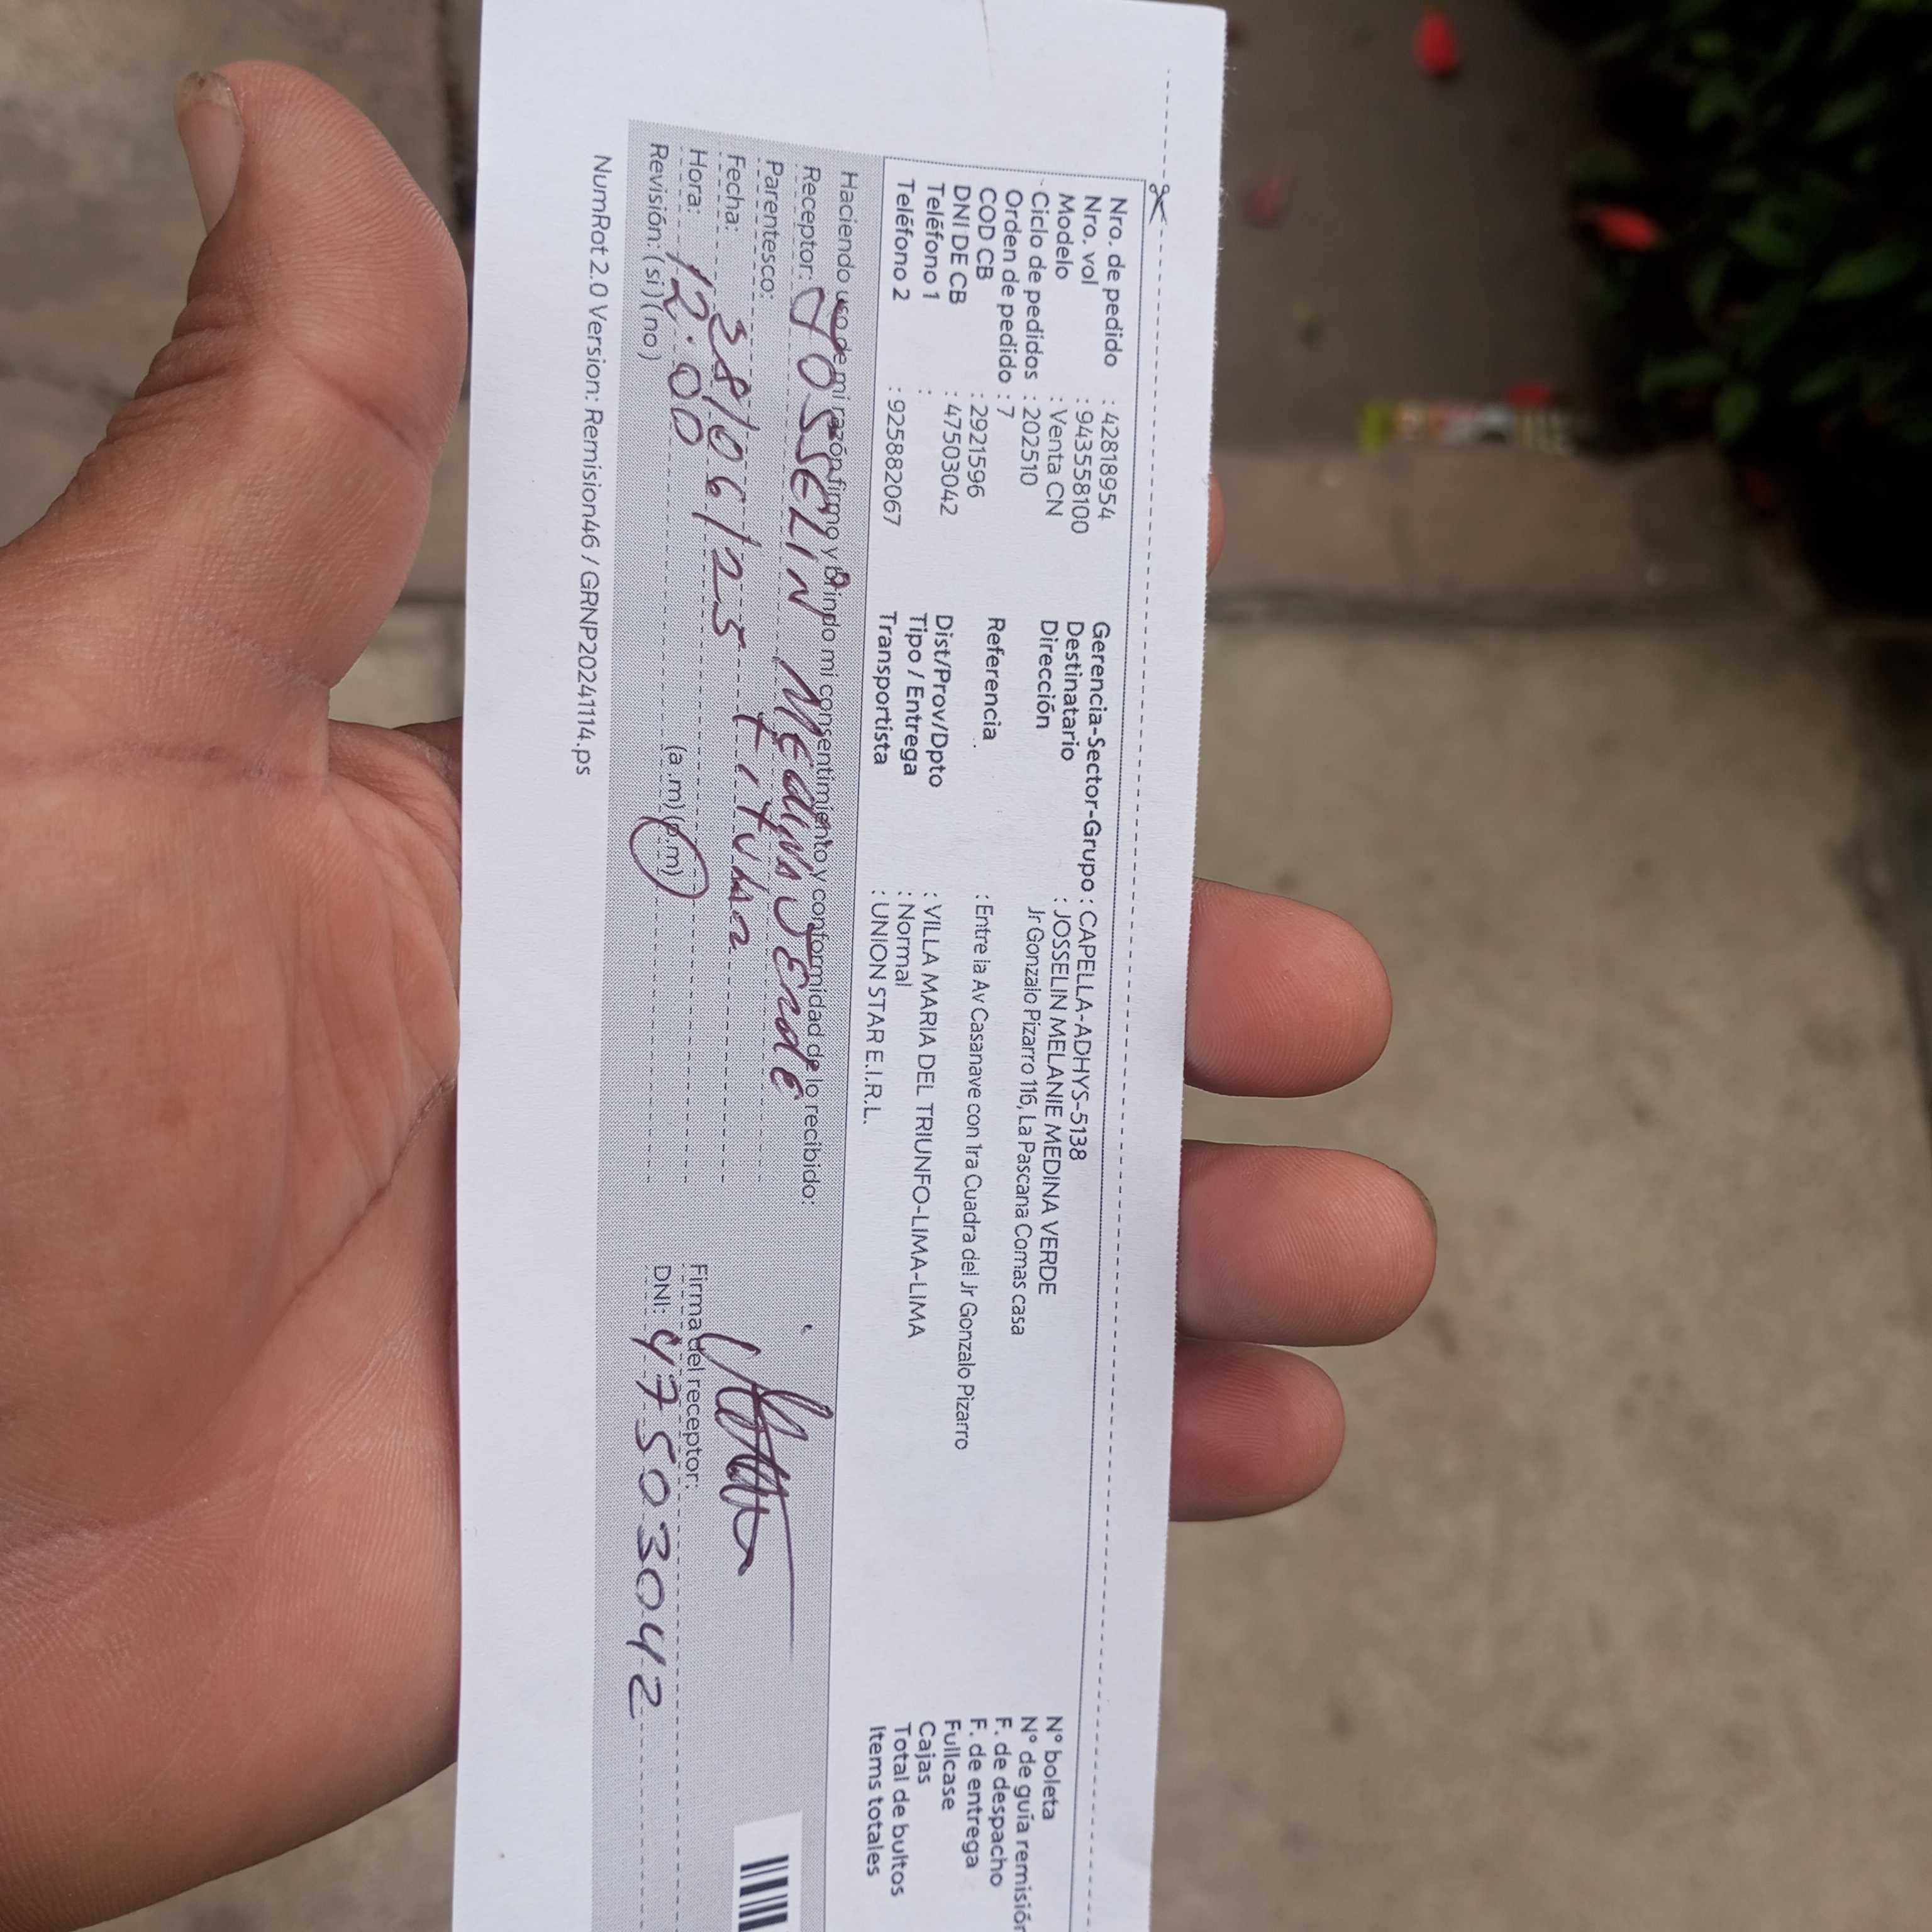 Nro. de pedido : 42818954
Nro. vol : 943558100
Modelo : Venta CN
Ciclo de pedidos : 202510
Orden de pedido : 7
COD CB : 2921596
DNI DE CB : 47503042
Teléfono 1 :
Teléfono 2 : 925882067
Gerencia-Sector-Grupo : CAPELLA-ADHYS-5138
Destinatario : JOSSELIN MELANIE MEDINA VERDE
Dirección Jr Gonzalo Pizarro 116, La Pascana Comas casa
Referencia : Entre la Av Casanave con 1ra Cuadra del Jr Gonzalo Pizarro
Dist/Prov/Dpto : VILLA MARIA DEL TRIUNFO-LIMA-LIMA
Tipo / Entrega : Normal
Transportista : UNION STAR E.I.R.L.
N° boleta
N° de guía remisión
F. de despacho
F. de entrega
Fullcase
Cajas
Total de bultos
Items totales
Haciendo uso de mi razón firmo y brindo mi consentimiento y conformidad de lo recibido:
Receptor: JOSSELIN Medina VErde
Parentesco: titular
Fecha: 28/06/25
Hora: 12:00 (a.m) (p.m)
Revisión: ( si ) ( no )
Firma del receptor:
DNI: 47503042
NumRot 2.0 Version: Remision46 / GRNP20241114.ps